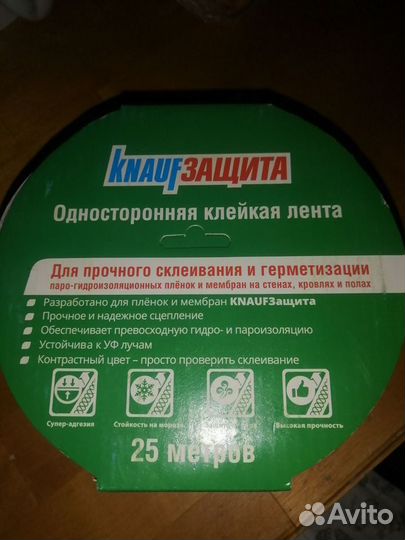 KNAUFЗАЩИТА
Односторонняя клейкая лента
Для прочного склеивания и герметизации
паро-гидроизоляционных плёнок и мембран на стенах, кровлях и полах
Разработано для плёнок и мембран KNAUFЗащита
Прочное и надежное сцепление
Обеспечивает превосходную гидро- и пароизоляцию
Устойчива к УФ лучам
Контрастный цвет – просто проверить склеивание
Супер-адгезия
Стойкость на мороз
Высокая прочность
25 метров
Avito